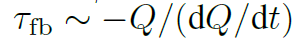 τ_fb ∼ −Q/(dQ/dt)